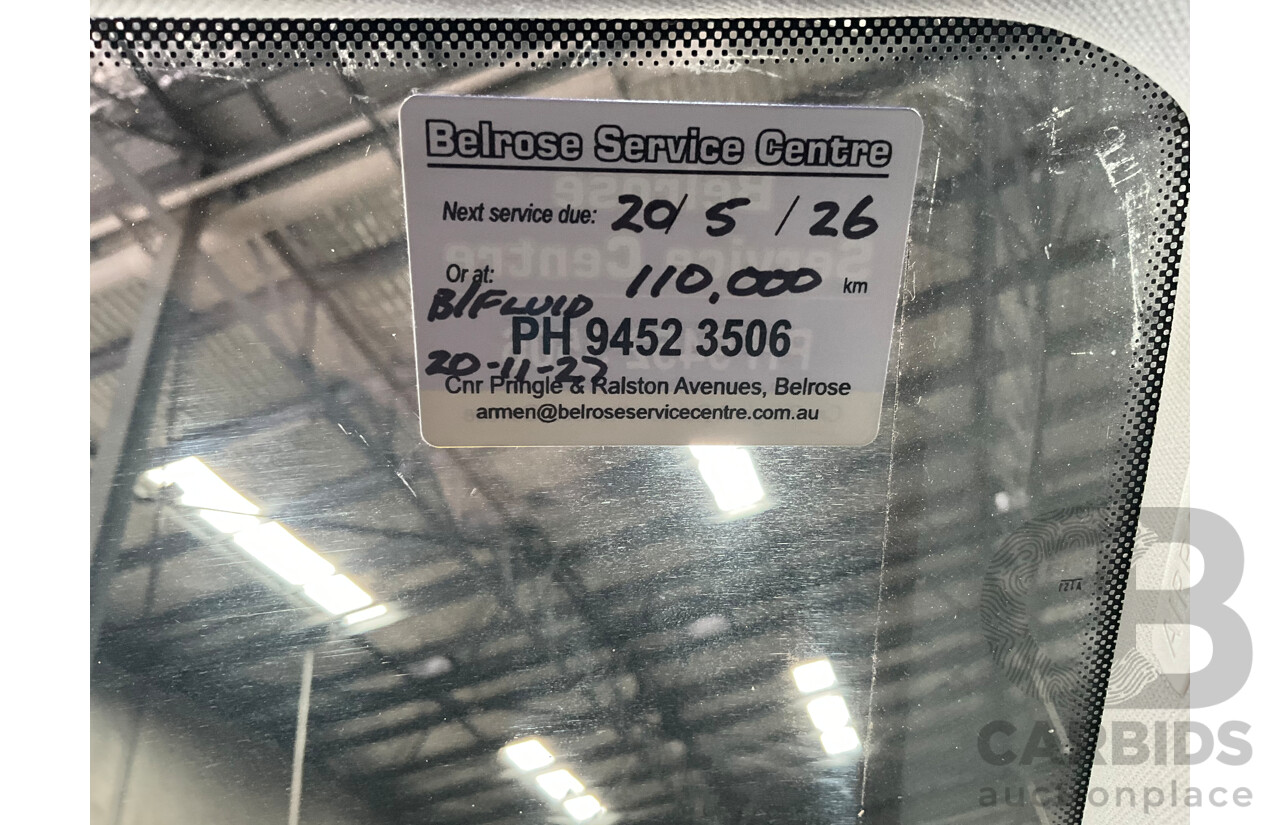 Belrose Service Centre
Next service due: 20/ 5 / 26
Or at: 110,000 km
B/FLUID
PH 9452 3506
20-11-27
Cnr Pringle & Ralston Avenues, Belrose
armen@belroseservicecentre.com.au
CARBIDS
auctionplace